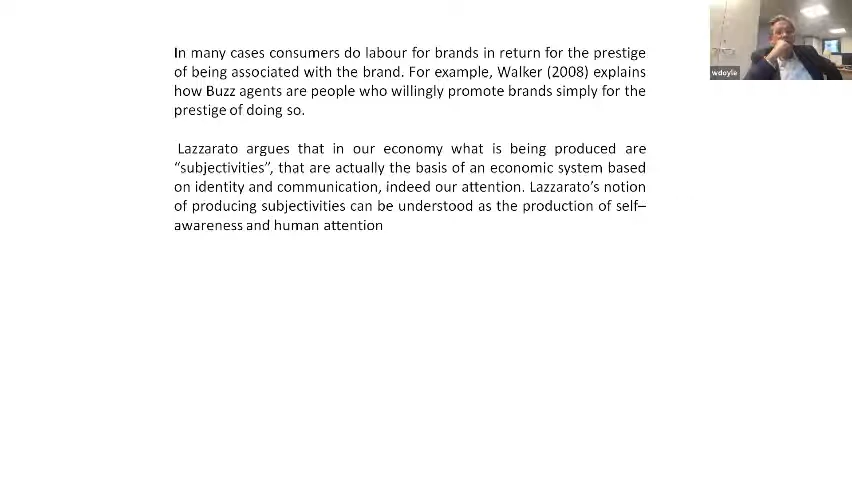 In many cases consumers do labour for brands in return for the prestige
of being associated with the brand. For example, Walker (2008) explains
how Buzz agents are people who willingly promote brands simply for the
prestige of doing so.
Lazzarato argues that in our economy what is being produced are
“subjectivities”, that are actually the basis of an economic system based
on identity and communication, indeed our attention. Lazzarato’s notion
of producing subjectivities can be understood as the production of self–
awareness and human attention
wdoyle